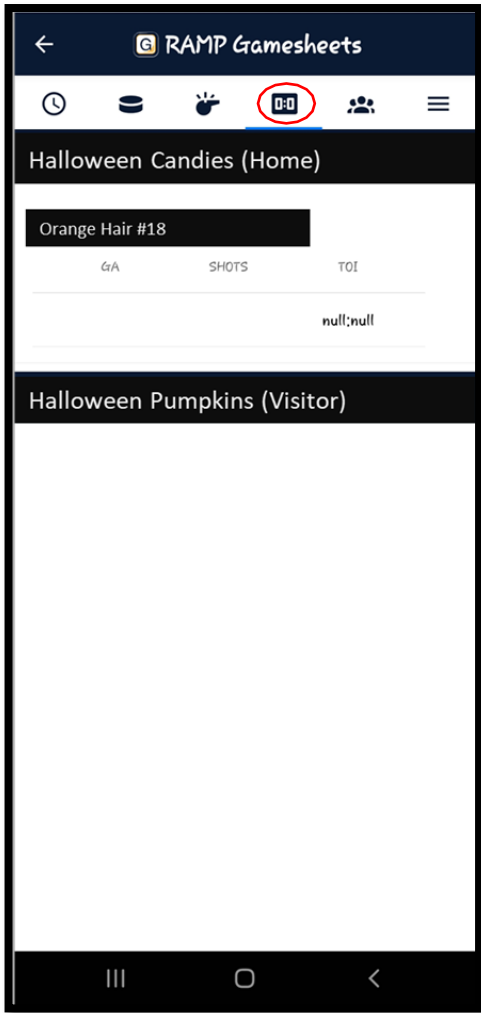 G RAMP Gamesheets
0:0
Halloween Candies (Home)
Orange Hair #18
GA SHOTS TOI
null:null
Halloween Pumpkins (Visitor)